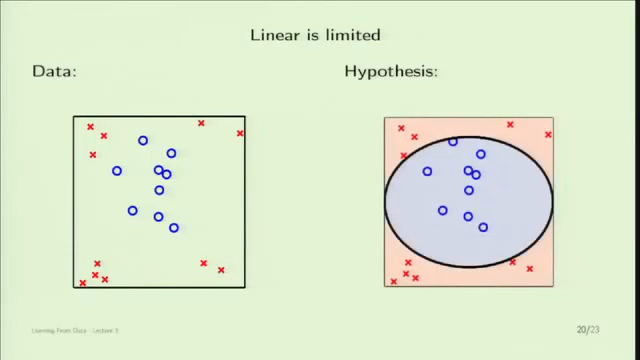 Linear is limited
Data:
Hypothesis:
Learning From Data - Lecture 3
20/23